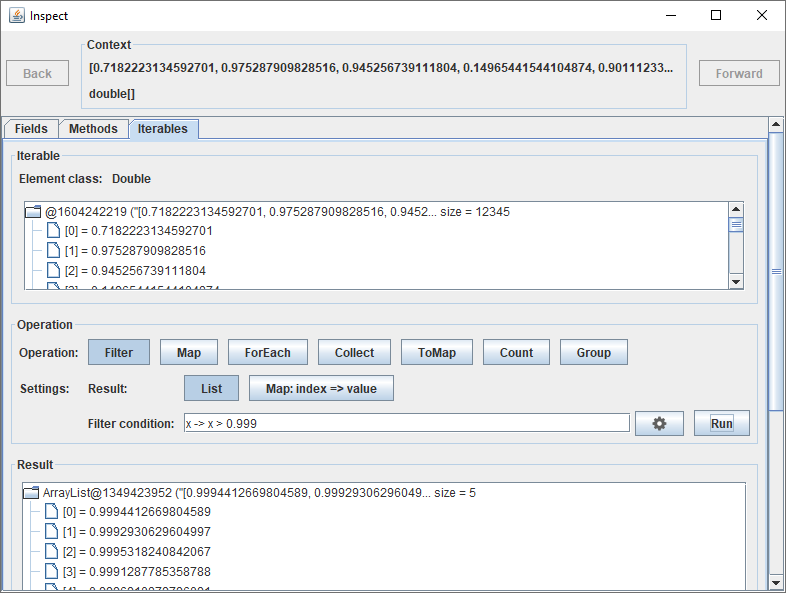 Inspect
Context
Back
[0.7182223134592701, 0.975287909828516, 0.945256739111804, 0.14965441544104874, 0.90111233...
Forward
double[]
Fields Methods Iterables
Iterable
Element class: Double
@1604242219 ("[0.7182223134592701, 0.975287909828516, 0.9452... size = 12345
[0] = 0.7182223134592701
[1] = 0.975287909828516
[2] = 0.945256739111804
Operation
Operation: Filter Map ForEach Collect ToMap Count Group
Settings: Result: List Map: index => value
Filter condition: x -> x > 0.999 Run
Result
ArrayList@1349423952 ("[0.9994412669804589, 0.99929306296049... size = 5
[0] = 0.9994412669804589
[1] = 0.9992930629604997
[2] = 0.9995318240842067
[3] = 0.9991287785358788